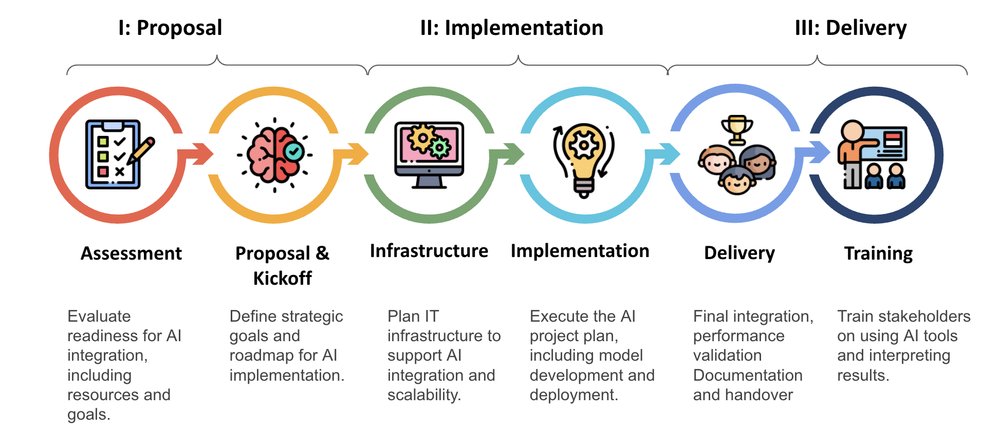 I: Proposal
II: Implementation
III: Delivery
Assessment
Proposal &
Kickoff
Infrastructure
Implementation
Delivery
Training
Evaluate
readiness for AI
integration,
including
resources and
goals.
Define strategic
goals and
roadmap for AI
implementation.
Plan IT
infrastructure to
support AI
integration and
scalability.
Execute the AI
project plan,
including model
development and
deployment.
Final integration,
performance
validation
Documentation
and handover
Train stakeholders
on using AI tools
and interpreting
results.